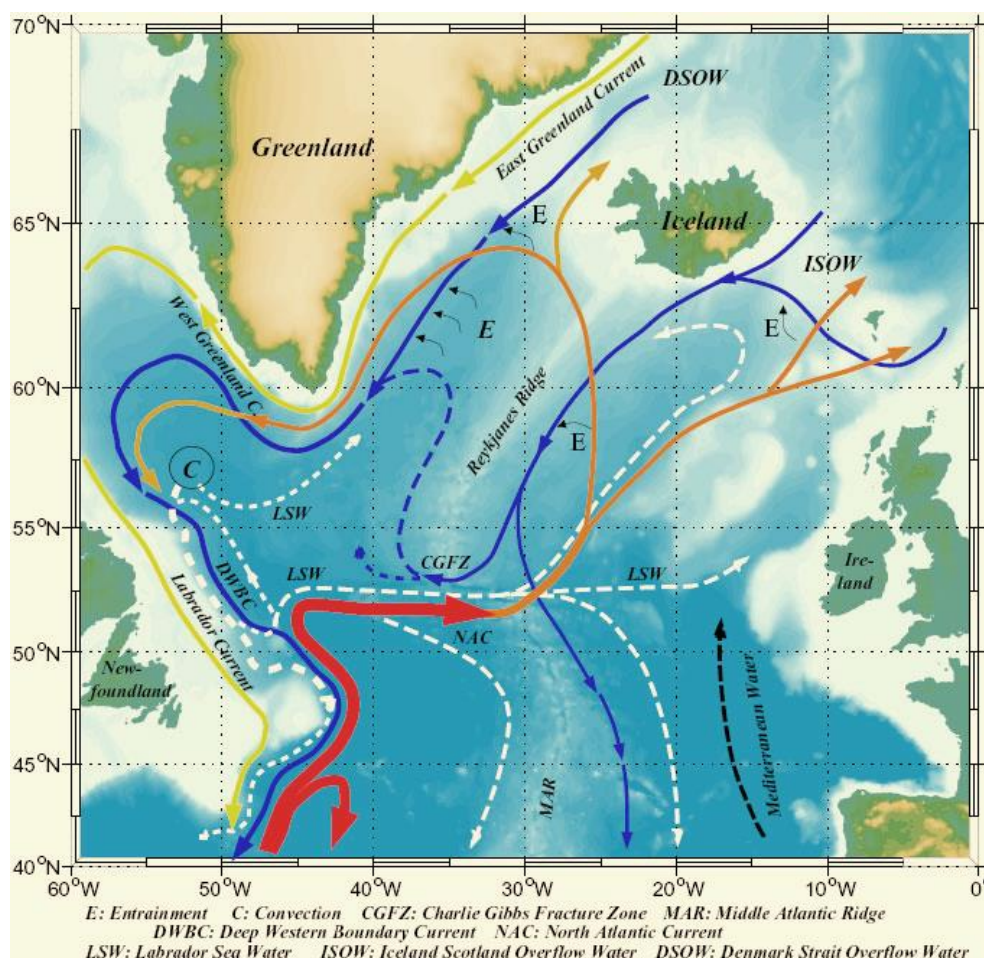 70°N
DSOW
East Greenland Current
Greenland
E
65°N
Iceland
ISOW
West Greenland C.
E
E
60°N
Reykjanes Ridge
E
C
LSW
55°N
CGFZ
LSW
LSW
Ire-
land
DWBC
Labrador Current
NAC
50°N
New-
foundland
Mediterranean Water
45°N
MAR
40°N
60°W 50°W 40°W 30°W 20°W 10°W 0°
E: Entrainment C: Convection CGFZ: Charlie Gibbs Fracture Zone MAR: Middle Atlantic Ridge
DWBC: Deep Western Boundary Current NAC: North Atlantic Current
LSW: Labrador Sea Water ISOW: Iceland Scotland Overflow Water DSOW: Denmark Strait Overflow Water